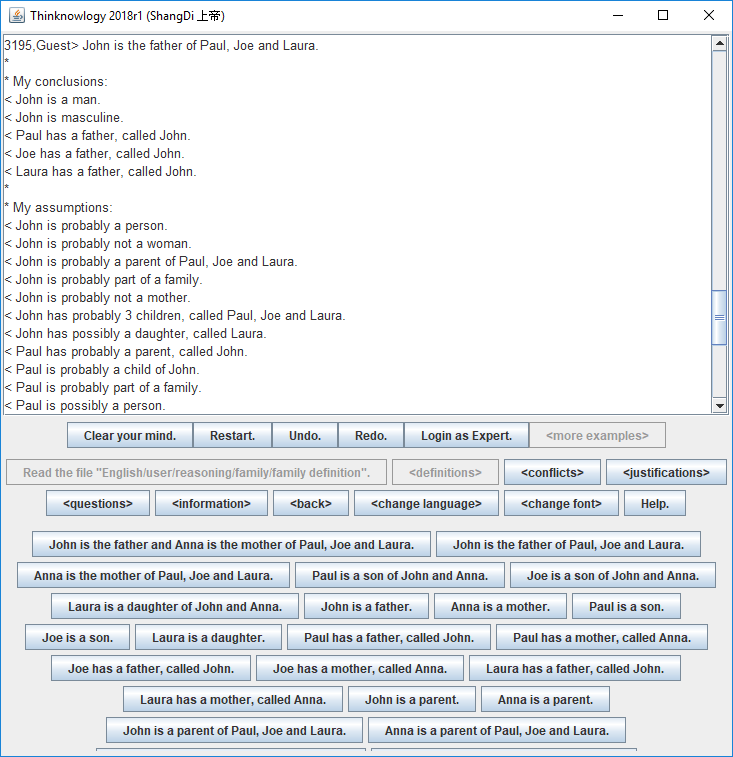 Thinknowlogy 2018r1 (ShangDi 上帝)
3195,Guest> John is the father of Paul, Joe and Laura.
*
* My conclusions:
< John is a man.
< John is masculine.
< Paul has a father, called John.
< Joe has a father, called John.
< Laura has a father, called John.
*
* My assumptions:
< John is probably a person.
< John is probably not a woman.
< John is probably a parent of Paul, Joe and Laura.
< John is probably part of a family.
< John is probably not a mother.
< John has probably 3 children, called Paul, Joe and Laura.
< John has possibly a daughter, called Laura.
< Paul has probably a parent, called John.
< Paul is probably a child of John.
< Paul is probably part of a family.
< Paul is possibly a person.
Clear your mind. Restart. Undo. Redo. Login as Expert. <more examples>
Read the file "English/user/reasoning/family/family definition". <definitions> <conflicts> <justifications>
<questions> <information> <back> <change language> <change font> Help.
John is the father and Anna is the mother of Paul, Joe and Laura. John is the father of Paul, Joe and Laura.
Anna is the mother of Paul, Joe and Laura. Paul is a son of John and Anna. Joe is a son of John and Anna.
Laura is a daughter of John and Anna. John is a father. Anna is a mother. Paul is a son.
Joe is a son. Laura is a daughter. Paul has a father, called John. Paul has a mother, called Anna.
Joe has a father, called John. Joe has a mother, called Anna. Laura has a father, called John.
Laura has a mother, called Anna. John is a parent. Anna is a parent.
John is a parent of Paul, Joe and Laura. Anna is a parent of Paul, Joe and Laura.